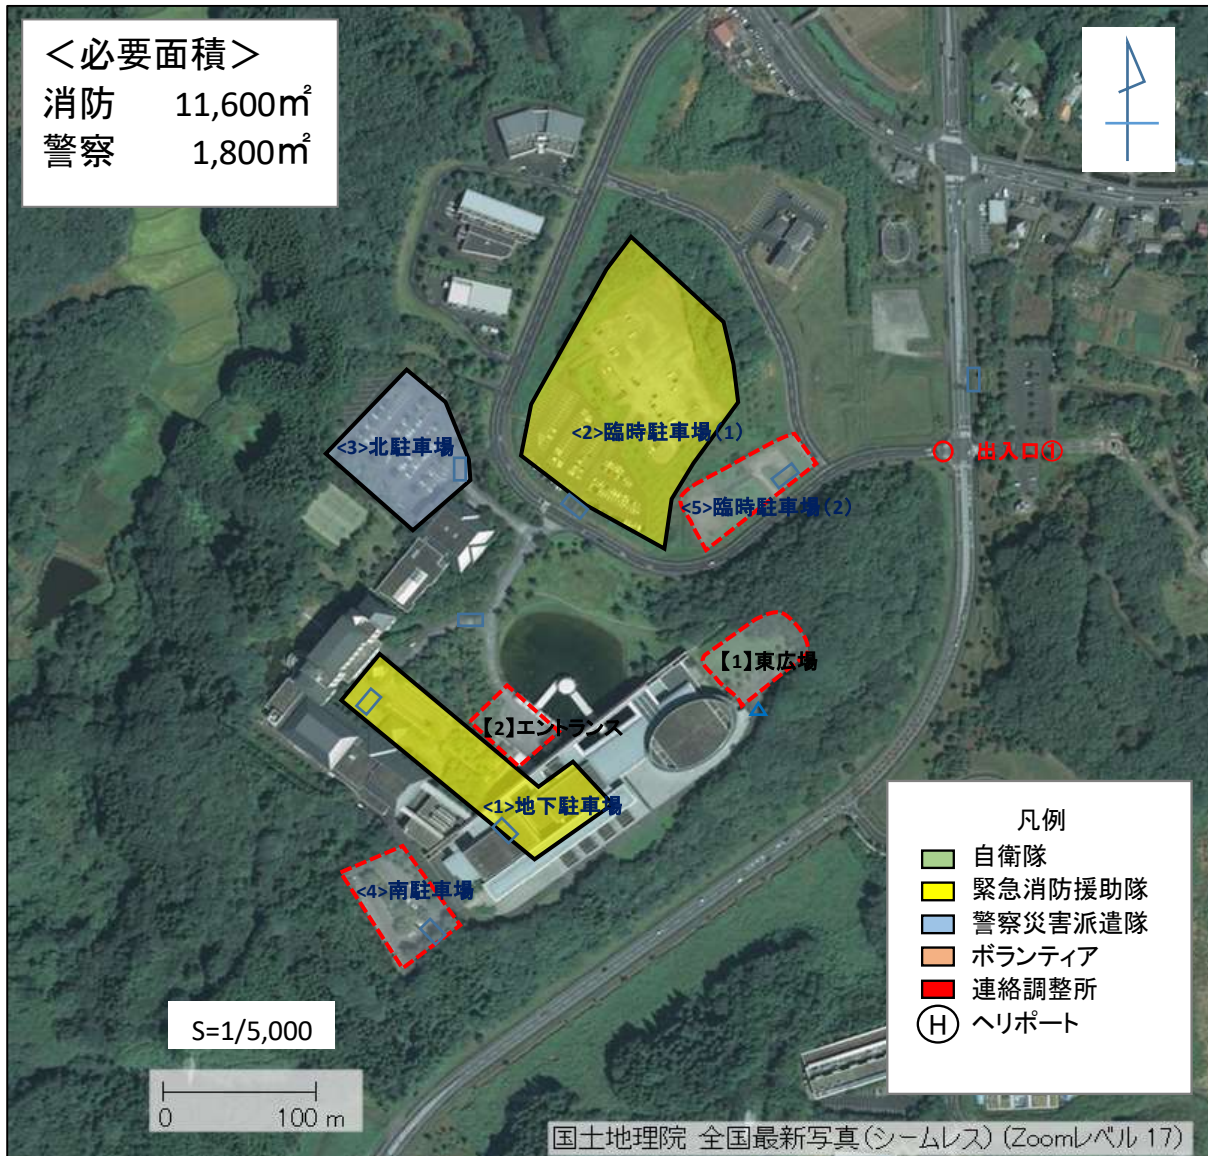 ＜必要面積＞
消防 11,600㎡
警察 1,800㎡
<2>臨時駐車場(1)
<3>北駐車場
出入口①
<5>臨時駐車場(2)
【1】東広場
【2】エントランス
<1>地下駐車場
<4>南駐車場
凡例
自衛隊
緊急消防援助隊
警察災害派遣隊
ボランティア
連絡調整所
H ヘリポート
S=1/5,000
0 100 m
国土地理院 全国最新写真(シームレス) (Zoomレベル 17)